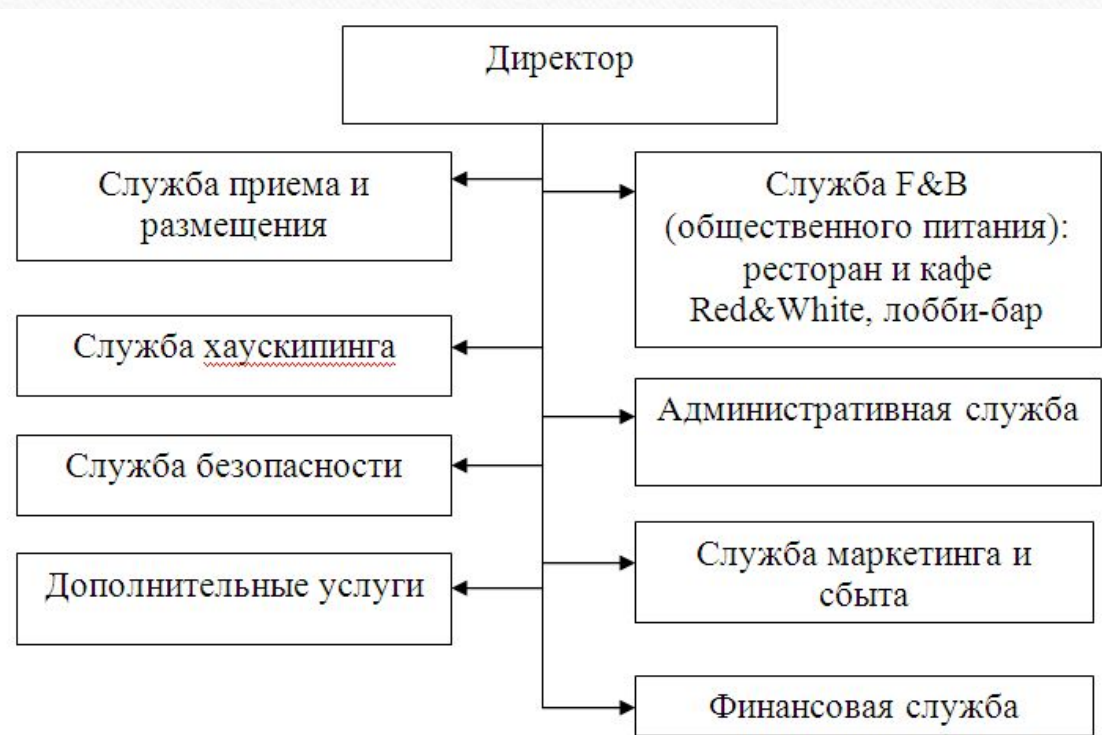 Директор
Служба приема и
размещения
Служба F&B
(общественного питания):
ресторан и кафе
Red&White, лобби-бар
Служба хаускипинга
Административная служба
Служба безопасности
Служба маркетинга и
сбыта
Дополнительные услуги
Финансовая служба